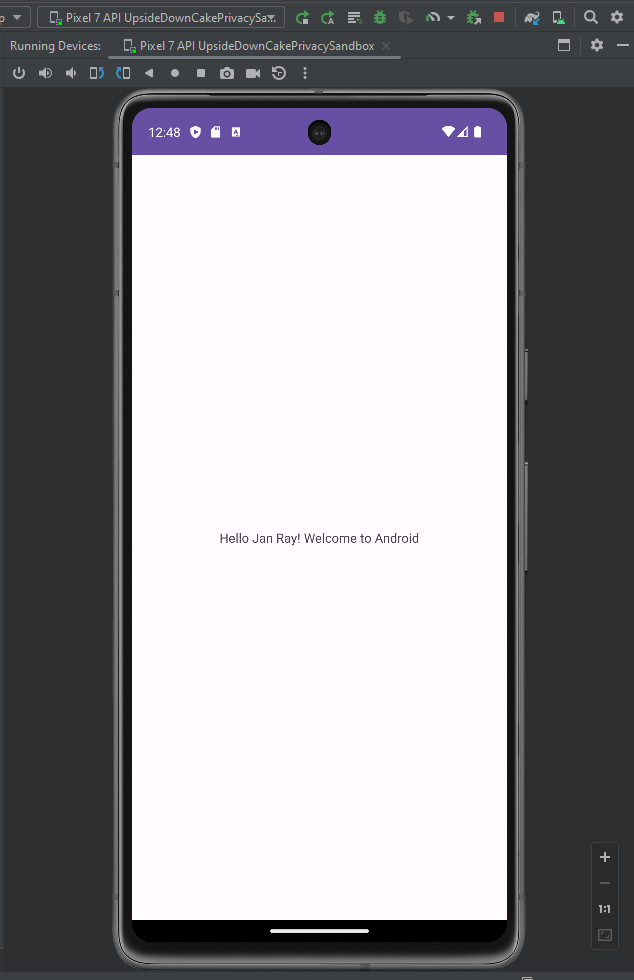 p
Pixel 7 API UpsideDownCakePrivacySa...
Running Devices:
Pixel 7 API UpsideDownCakePrivacySandbox
12:48
Hello Jan Ray! Welcome to Android
1:1